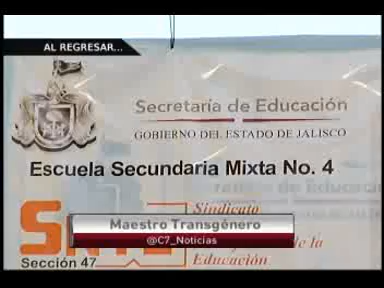 AL REGRESAR...
Secretaría de Educación
GOBIERNO DEL ESTADO DE JALISCO
Escuela Secundaria Mixta No. 4
Sindicato
Maestro Transgénero
@C7_Noticias
de la
Sección 47
Educación